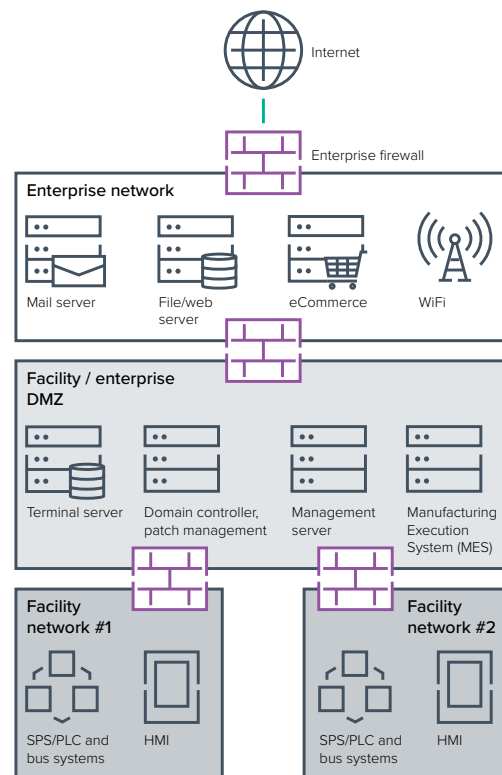 Internet
Enterprise firewall
Enterprise network
Mail server
File/web
server
eCommerce
WiFi
Facility / enterprise
DMZ
Terminal server
Domain controller,
patch management
Management
server
Manufacturing
Execution
System (MES)
Facility
network #1
SPS/PLC and
bus systems
HMI
Facility
network #2
SPS/PLC and
bus systems
HMI